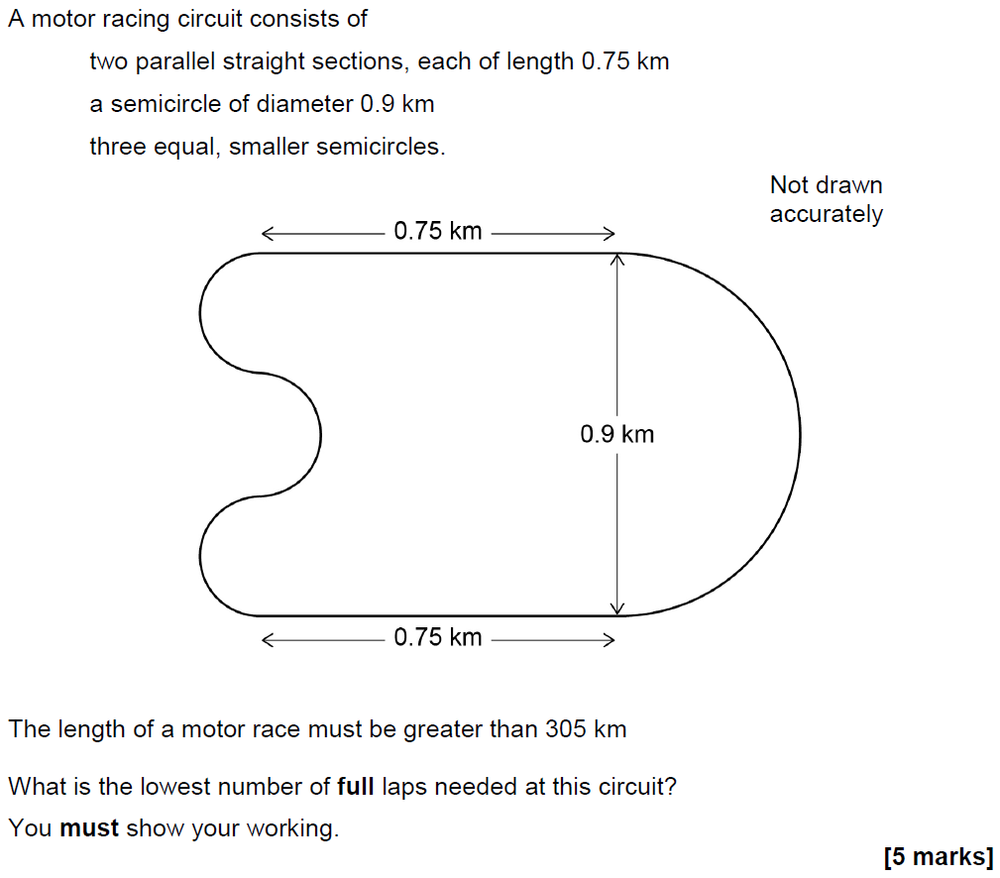 A motor racing circuit consists of
two parallel straight sections, each of length 0.75 km
a semicircle of diameter 0.9 km
three equal, smaller semicircles.
Not drawn
accurately
0.75 km
0.9 km
0.75 km
The length of a motor race must be greater than 305 km
What is the lowest number of full laps needed at this circuit?
You must show your working.
[5 marks]